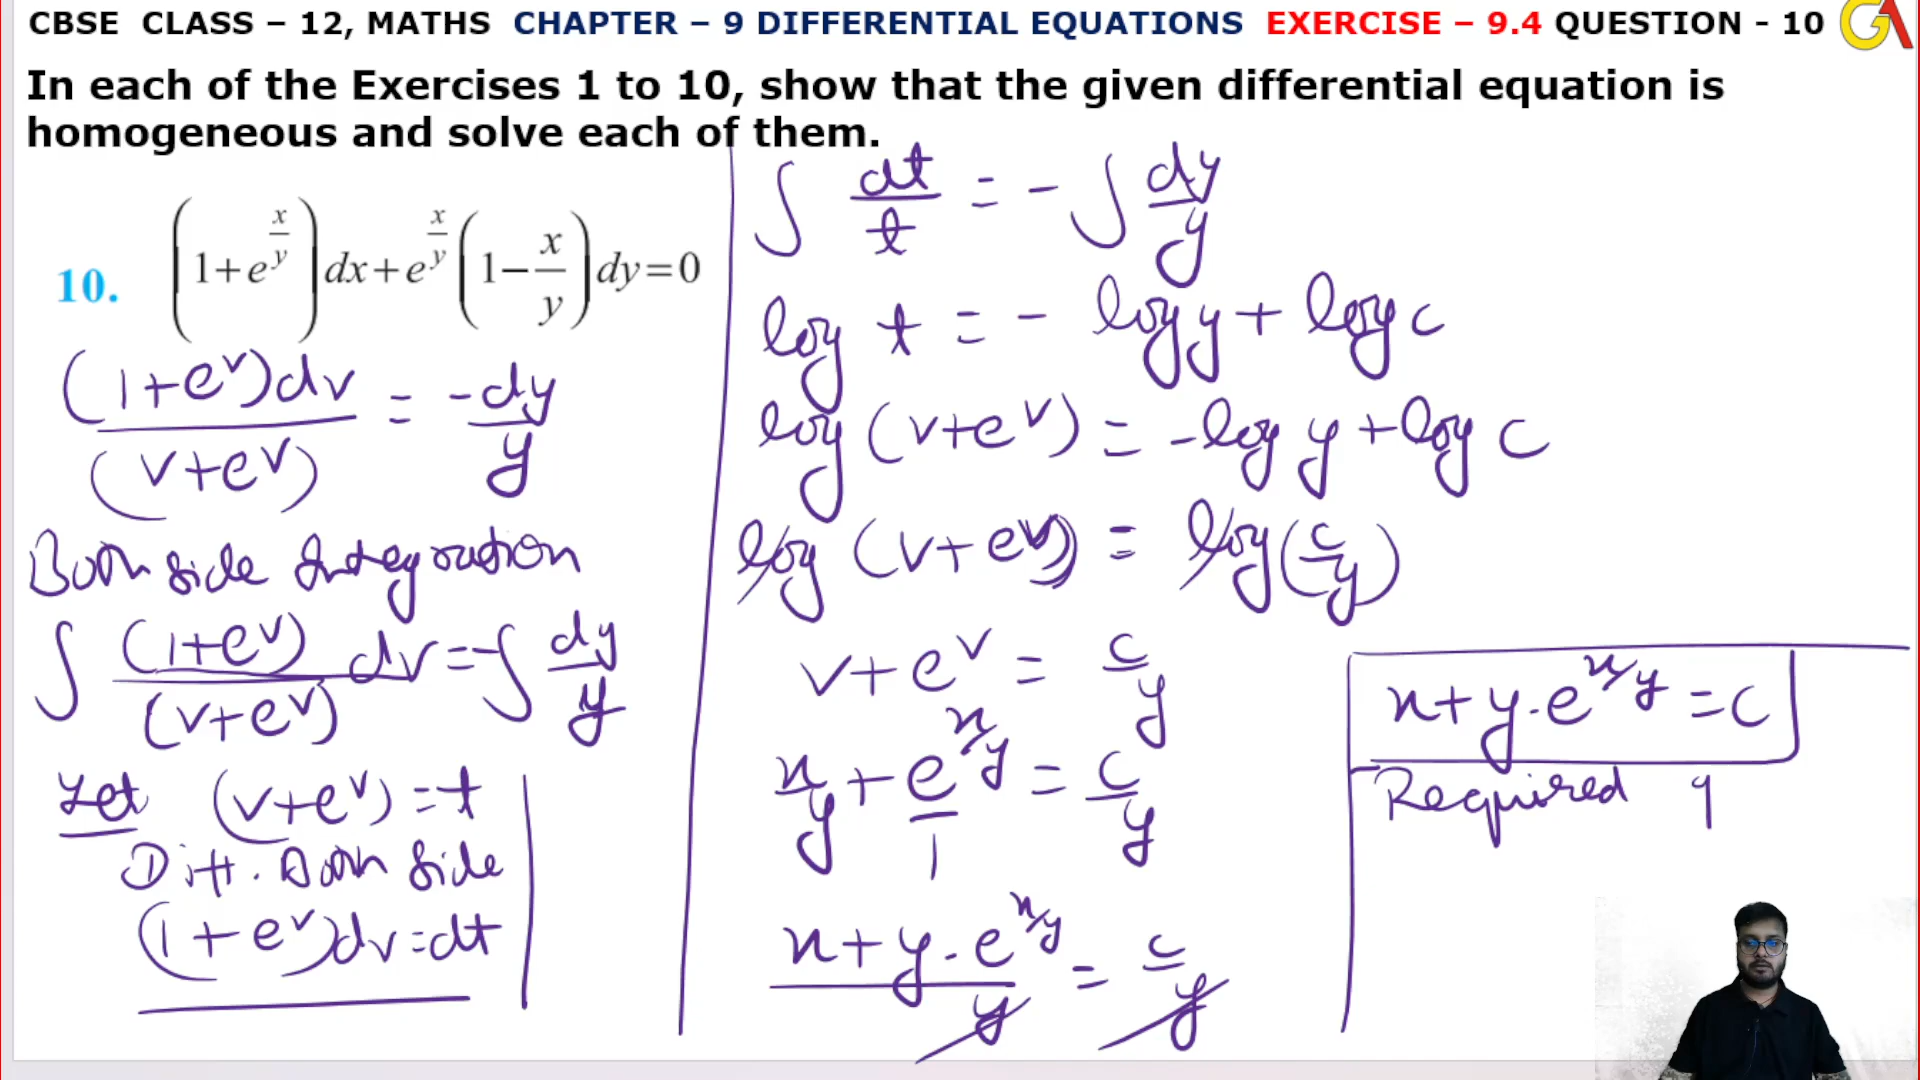 CBSE CLASS – 12, MATHS CHAPTER – 9 DIFFERENTIAL EQUATIONS EXERCISE – 9.4 QUESTION - 10 GA
In each of the Exercises 1 to 10, show that the given differential equation is
homogeneous and solve each of them.
10. (1+e^(x/y))dx+e^(x/y)(1−x/y)dy=0
(1+e^v)dv/(v+e^v) = -dy/y
Both side Integration
∫ (1+e^v)/(v+e^v) dv = -∫ dy/y
Let (v+e^v) = t
Diff. Both side
(1+e^v)dv = dt
∫ dt/t = - ∫ dy/y
log t = - log y + log c
log (v+e^v) = -log y + log c
log (v+e^v) = log (c/y)
v+e^v = c/y
x/y + e^(x/y)/1 = c/y
(x+y.e^(x/y))/y = c/y
x+y.e^(x/y) = c
Required